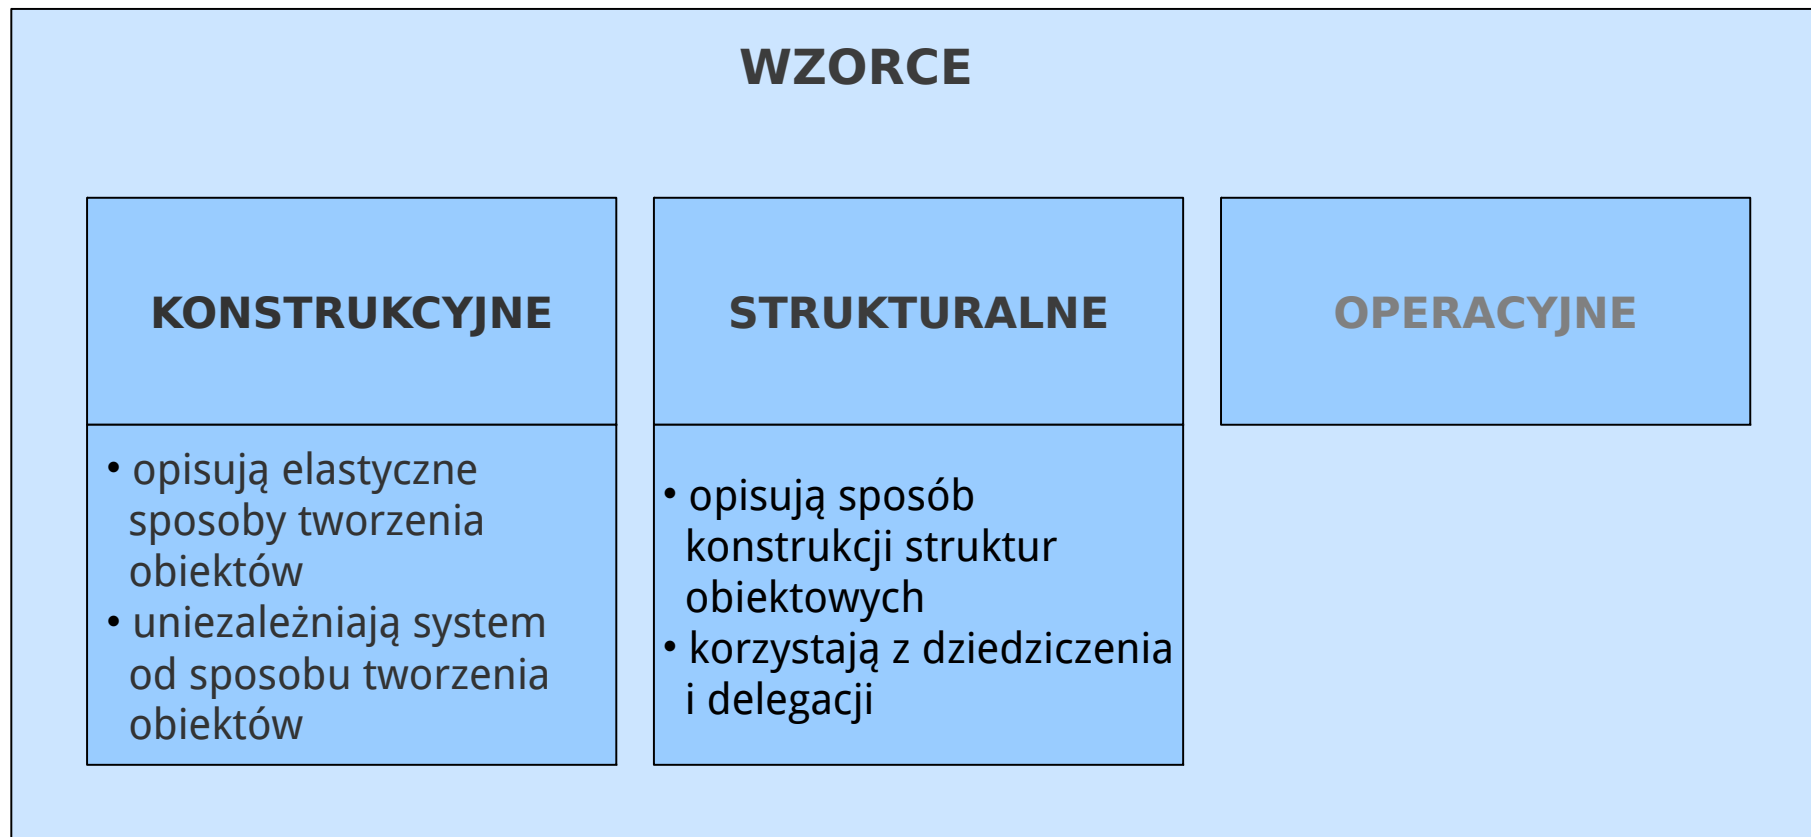 WZORCE
KONSTRUKCYJNE
• opisują elastyczne
sposoby tworzenia
obiektów
• uniezależniają system
od sposobu tworzenia
obiektów
STRUKTURALNE
• opisują sposób
konstrukcji struktur
obiektowych
• korzystają z dziedziczenia
i delegacji
OPERACYJNE